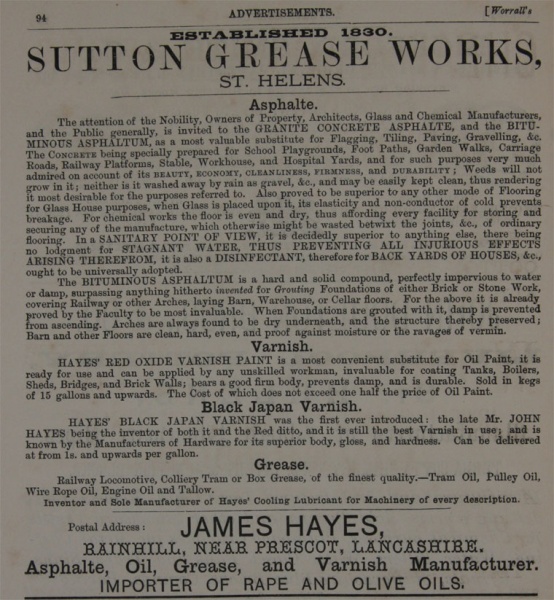 94 ADVERTISEMENTS. [Worrall's
ESTABLISHED 1830.
SUTTON GREASE WORKS,
ST. HELENS.
Asphalte.
The attention of the Nobility, Owners of Property, Architects, Glass and Chemical Manufacturers,
and the Public generally, is invited to the GRANITE CONCRETE ASPHALTE, and the BITU-
MINOUS ASPHALTUM, as a most valuable substitute for Flagging, Tiling, Paving, Gravelling, &c.
The CONCRETE being specially prepared for School Playgrounds, Foot Paths, Garden Walks, Carriage
Roads, Railway Platforms, Stable, Workhouse, and Hospital Yards, and for such purposes very much
admired on account of its BEAUTY, ECONOMY, CLEANLINESS, FIRMNESS, and DURABILITY; Weeds will not
grow in it; neither is it washed away by rain as gravel, &c., and may be easily kept clean, thus rendering
it most desirable for the purposes referred to. Also proved to be superior to any other mode of Flooring
for Glass House purposes, when Glass is placed upon it, its elasticity and non-conductor of cold prevents
breakage. For chemical works the floor is even and dry, thus affording every facility for storing and
securing any of the manufacture, which otherwise might be wasted betwixt the joints, &c., of ordinary
flooring. In a SANITARY POINT OF VIEW, it is decidedly superior to anything else, there being
no lodgment for STAGNANT WATER, THUS PREVENTING ALL INJURIOUS EFFECTS
ARISING THEREFROM, it is also a DISINFECTANT, therefore for BACK YARDS OF HOUSES, &c.,
ought to be universally adopted.
The BITUMINOUS ASPHALTUM is a hard and solid compound, perfectly impervious to water
or damp, surpassing anything hitherto invented for Grouting Foundations of either Brick or Stone Work,
covering Railway or other Arches, laying Barn, Warehouse, or Cellar floors. For the above it is already
proved by the Faculty to be most invaluable. When Foundations are grouted with it, damp is prevented
from ascending. Arches are always found to be dry underneath, and the structure thereby preserved;
Barn and other Floors are clean, hard, even, and proof against moisture or the ravages of vermin.
Varnish.
HAYES' RED OXIDE VARNISH PAINT is a most convenient substitute for Oil Paint, it is
ready for use and can be applied by any unskilled workman, invaluable for coating Tanks, Boilers,
Sheds, Bridges, and Brick Walls; bears a good firm body, prevents damp, and is durable. Sold in kegs
of 15 gallons and upwards. The Cost of which does not exceed one half the price of Oil Paint.
Black Japan Varnish.
HAYES' BLACK JAPAN VARNISH was the first ever introduced: the late Mr. JOHN
HAYES being the inventor of both it and the Red ditto, and it is still the best Varnish in use; and is
known by the Manufacturers of Hardware for its superior body, gloss, and hardness. Can be delivered
at from 1s. and upwards per gallon.
Grease.
Railway Locomotive, Colliery Tram or Box Grease, of the finest quality.—Tram Oil, Pulley Oil,
Wire Rope Oil, Engine Oil and Tallow.
Inventor and Sole Manufacturer of Hayes' Cooling Lubricant for Machinery of every description.
Postal Address: JAMES HAYES,
RAINHILL, NEAR PRESCOT, LANCASHIRE.
Asphalte, Oil, Grease, and Varnish Manufacturer.
IMPORTER OF RAPE AND OLIVE OILS.